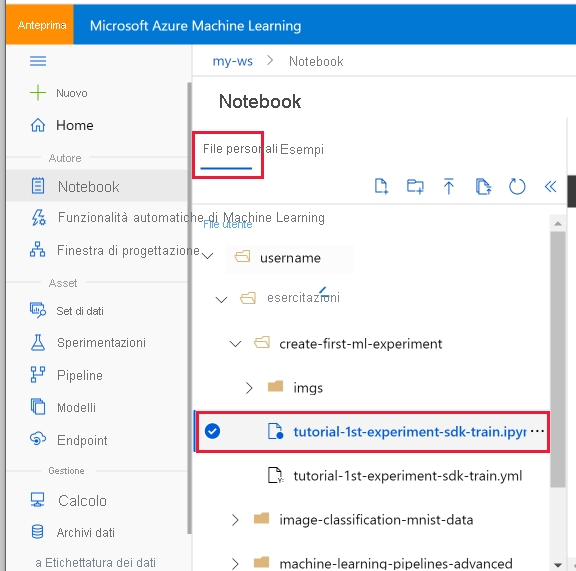 Anteprima
Microsoft Azure Machine Learning
my-ws > Notebook
Nuovo
Home
Autore
Notebook
Funzionalità automatiche di Machine Learning
Finestra di progettazione
Asset
Set di dati
Sperimentazioni
Pipeline
Modelli
Endpoint
Gestione
Calcolo
Archivi dati
a Etichettatura dei dati
Notebook
File personali
Esempi
File utente
username
esercitazioni
create-first-ml-experiment
imgs
tutorial-1st-experiment-sdk-train.ipyn ···
tutorial-1st-experiment-sdk-train.yml
image-classification-mnist-data
machine-learning-pipelines-advanced